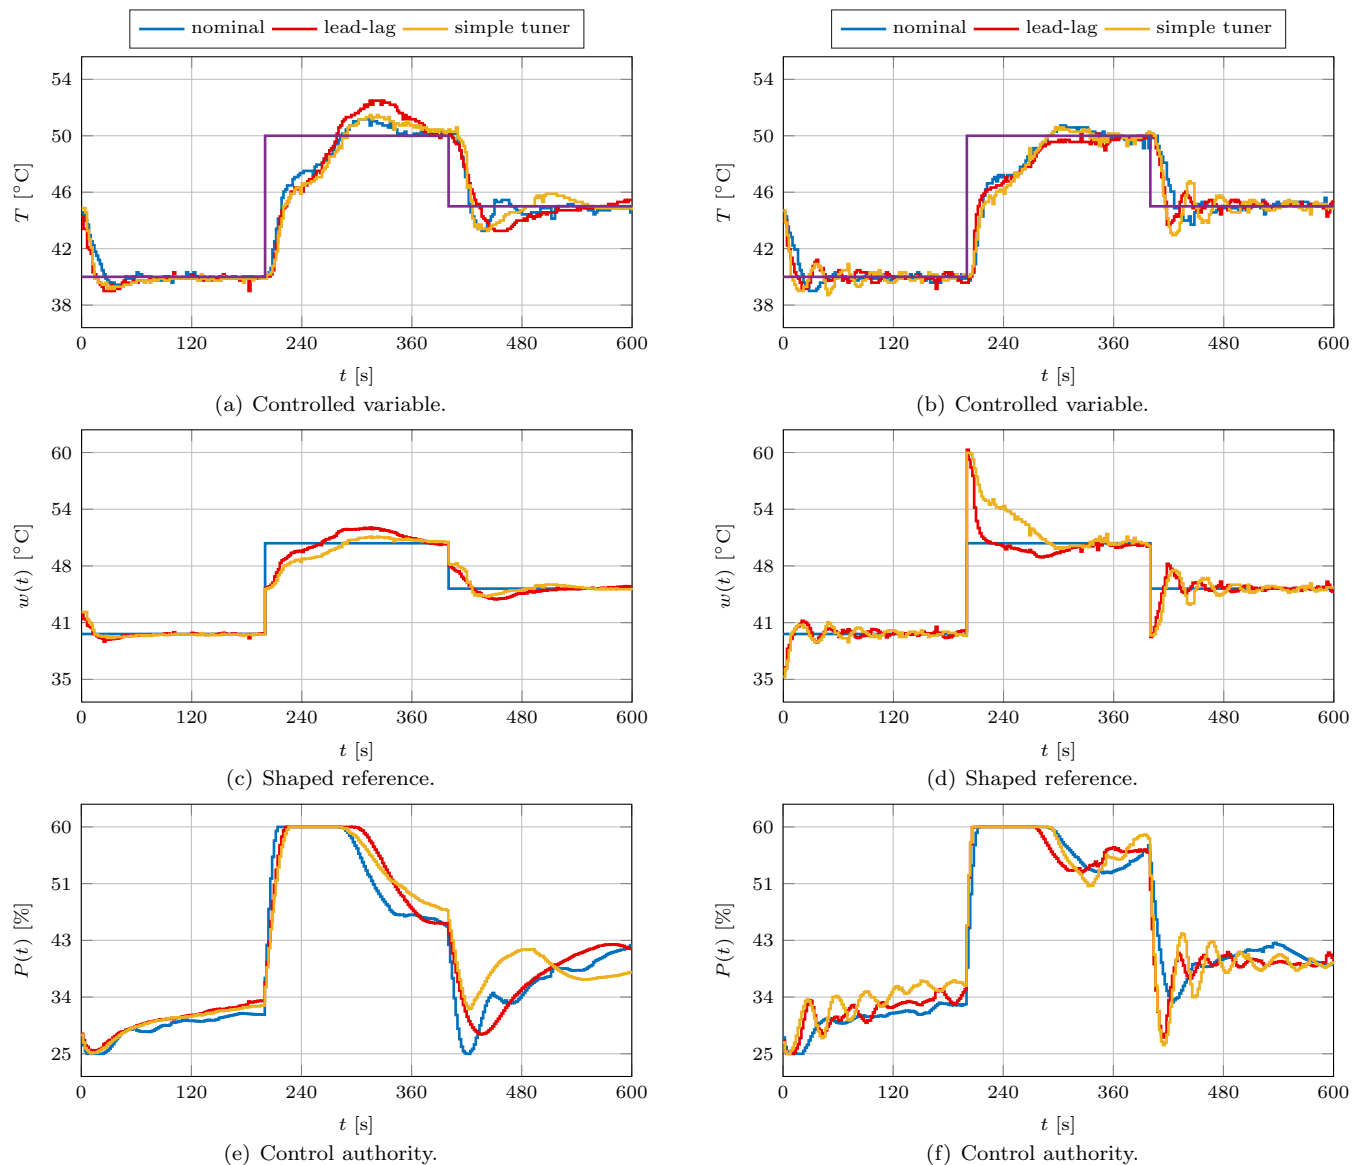 nominal lead-lag simple tuner
nominal lead-lag simple tuner
54
50
46
42
38
T [°C]
0 120 240 360 480 600
t [s]
(a) Controlled variable.
54
50
46
42
38
T [°C]
0 120 240 360 480 600
t [s]
(b) Controlled variable.
60
54
48
41
35
w(t) [°C]
0 120 240 360 480 600
t [s]
(c) Shaped reference.
60
54
48
41
35
w(t) [°C]
0 120 240 360 480 600
t [s]
(d) Shaped reference.
60
51
43
34
25
P(t) [%]
0 120 240 360 480 600
t [s]
(e) Control authority.
60
51
43
34
25
P(t) [%]
0 120 240 360 480 600
t [s]
(f) Control authority.